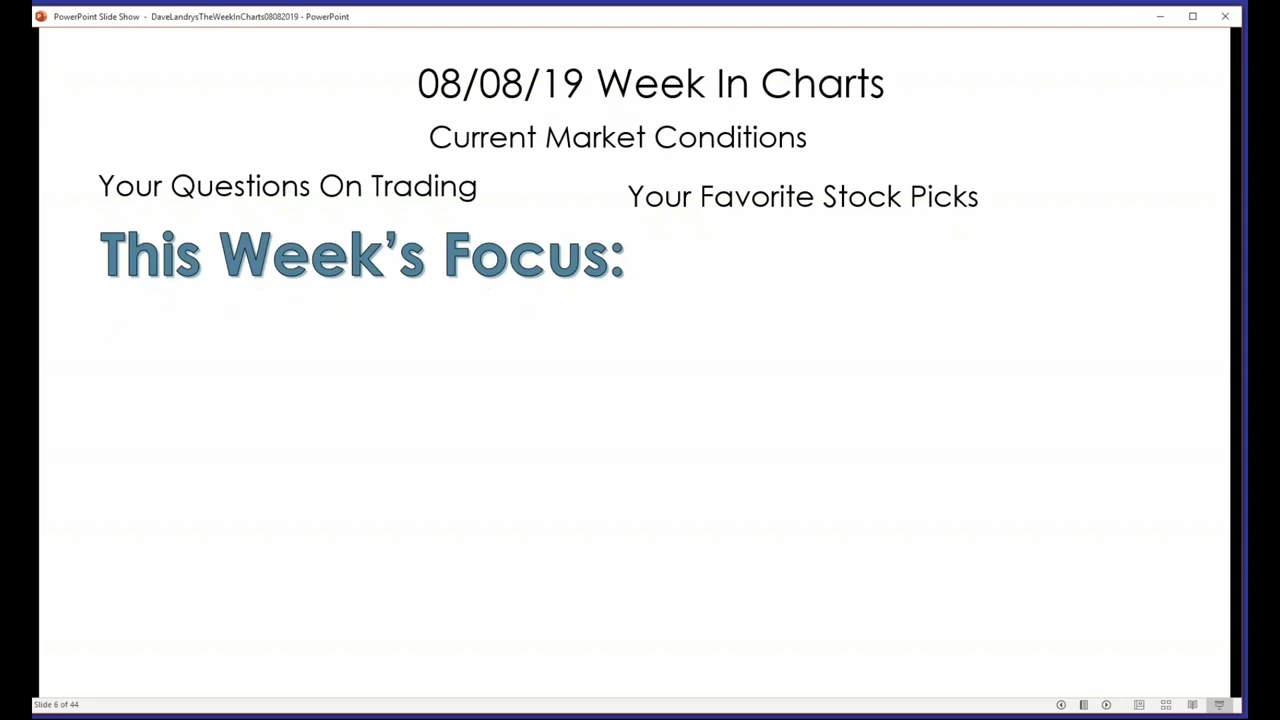 PowerPoint Slide Show - DaveLandrysTheWeekInCharts08082019 - PowerPoint
08/08/19 Week In Charts
Current Market Conditions
Your Questions On Trading
Your Favorite Stock Picks
This Week’s Focus:
Slide 6 of 44